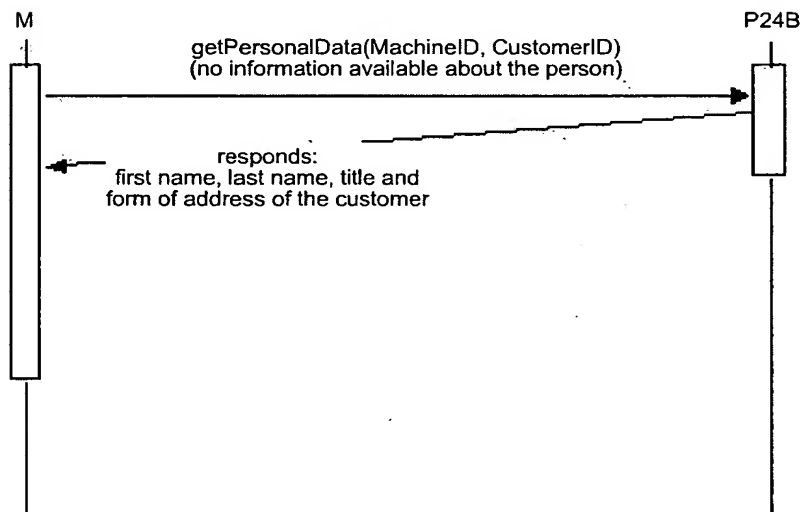 M
P24B
getPersonalData(MachineID, CustomerID)
(no information available about the person)
responds:
first name, last name, title and
form of address of the customer